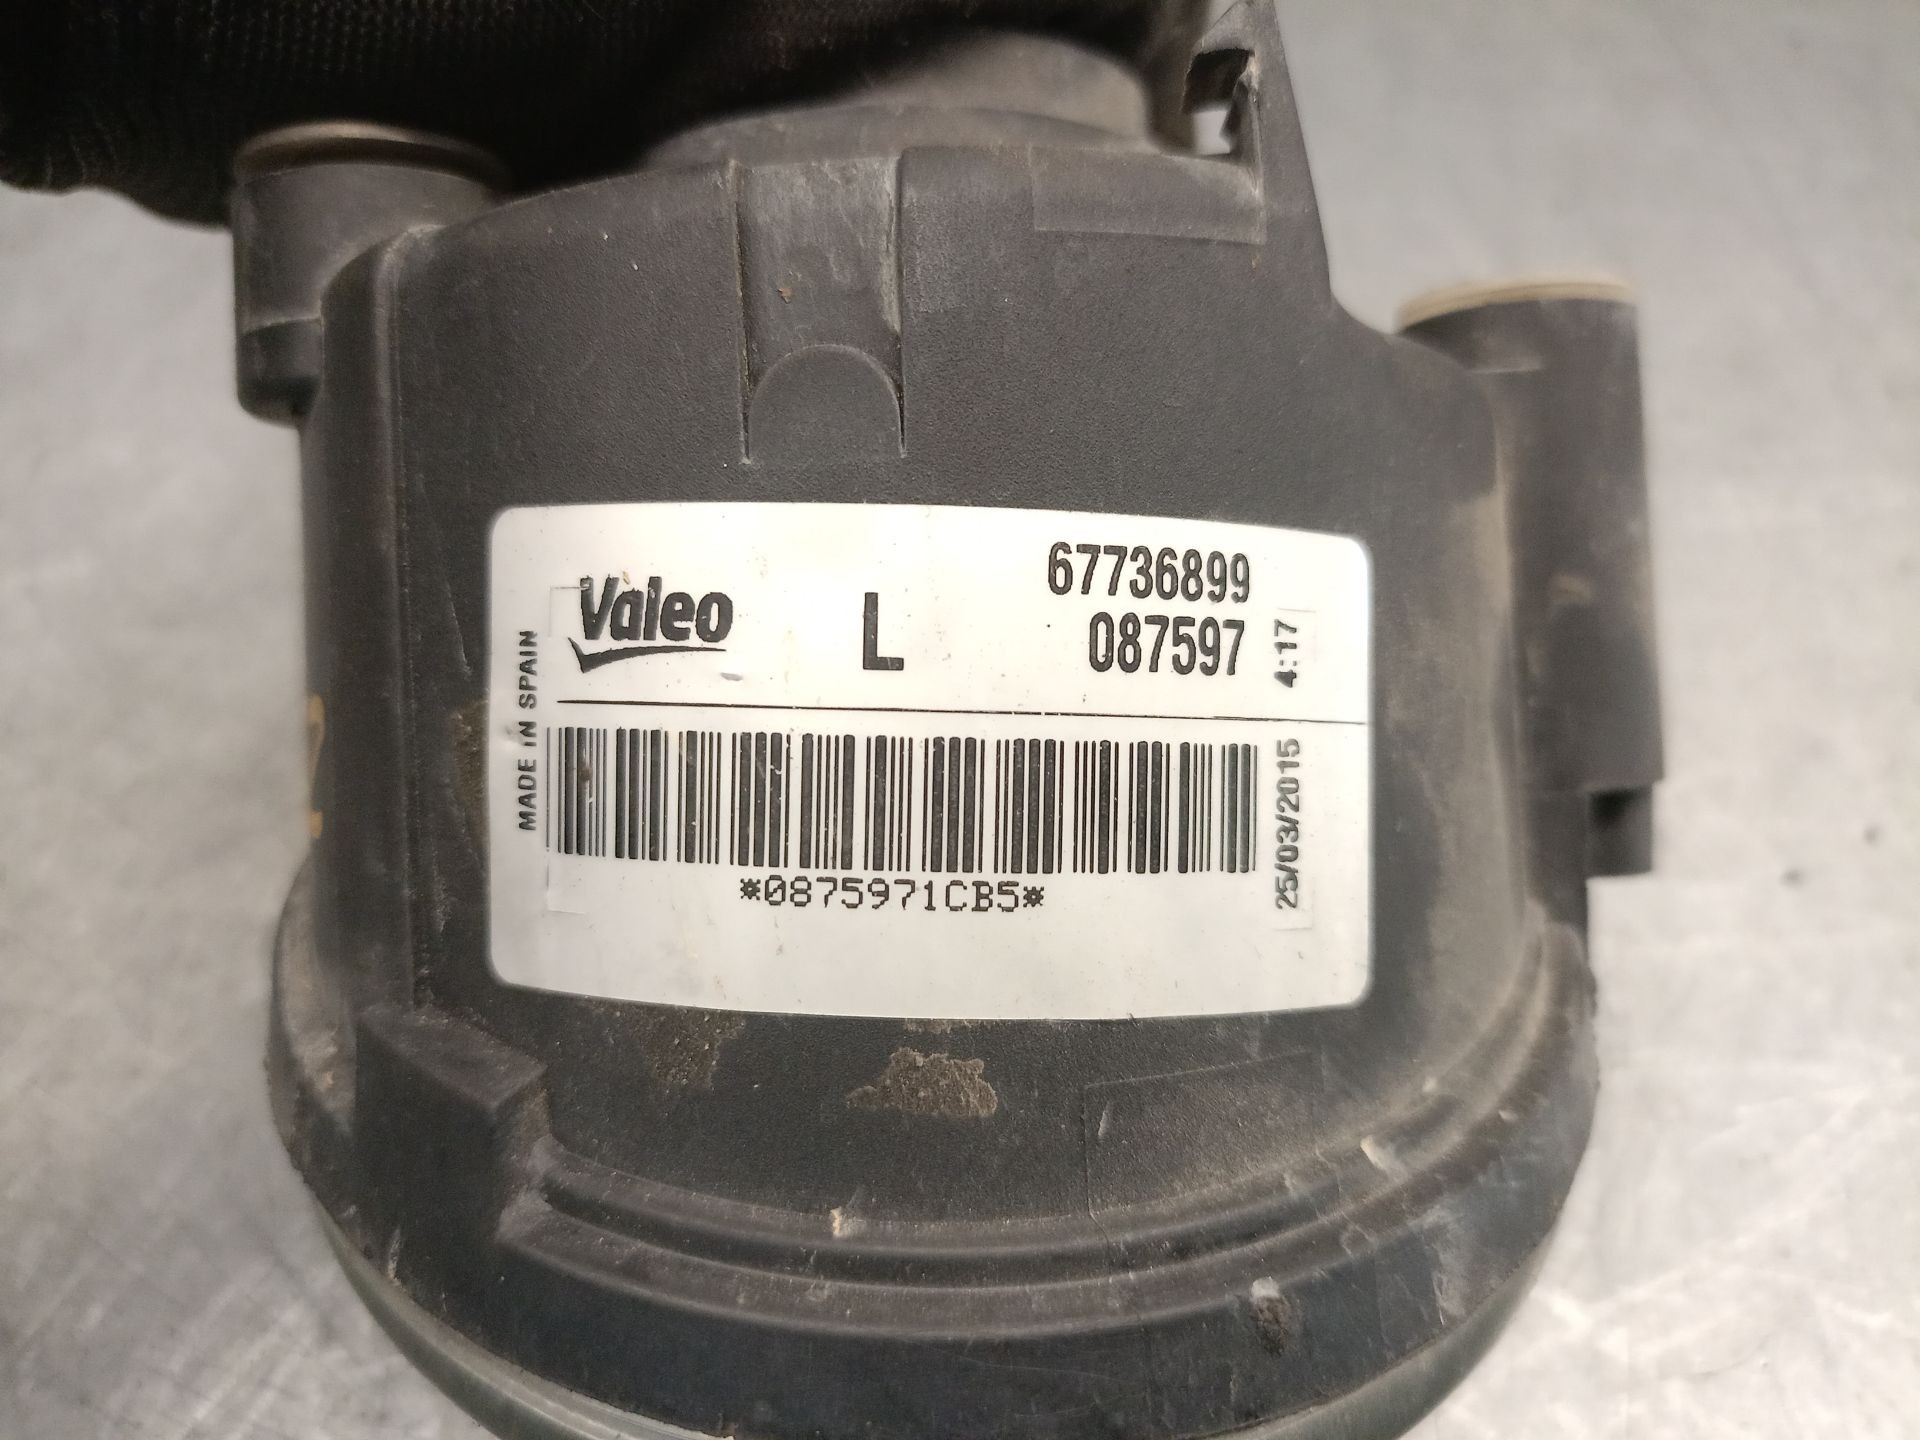 Valeo
L
67736899
087597
4:17
MADE IN SPAIN
*0875971CB5*
25/03/2015